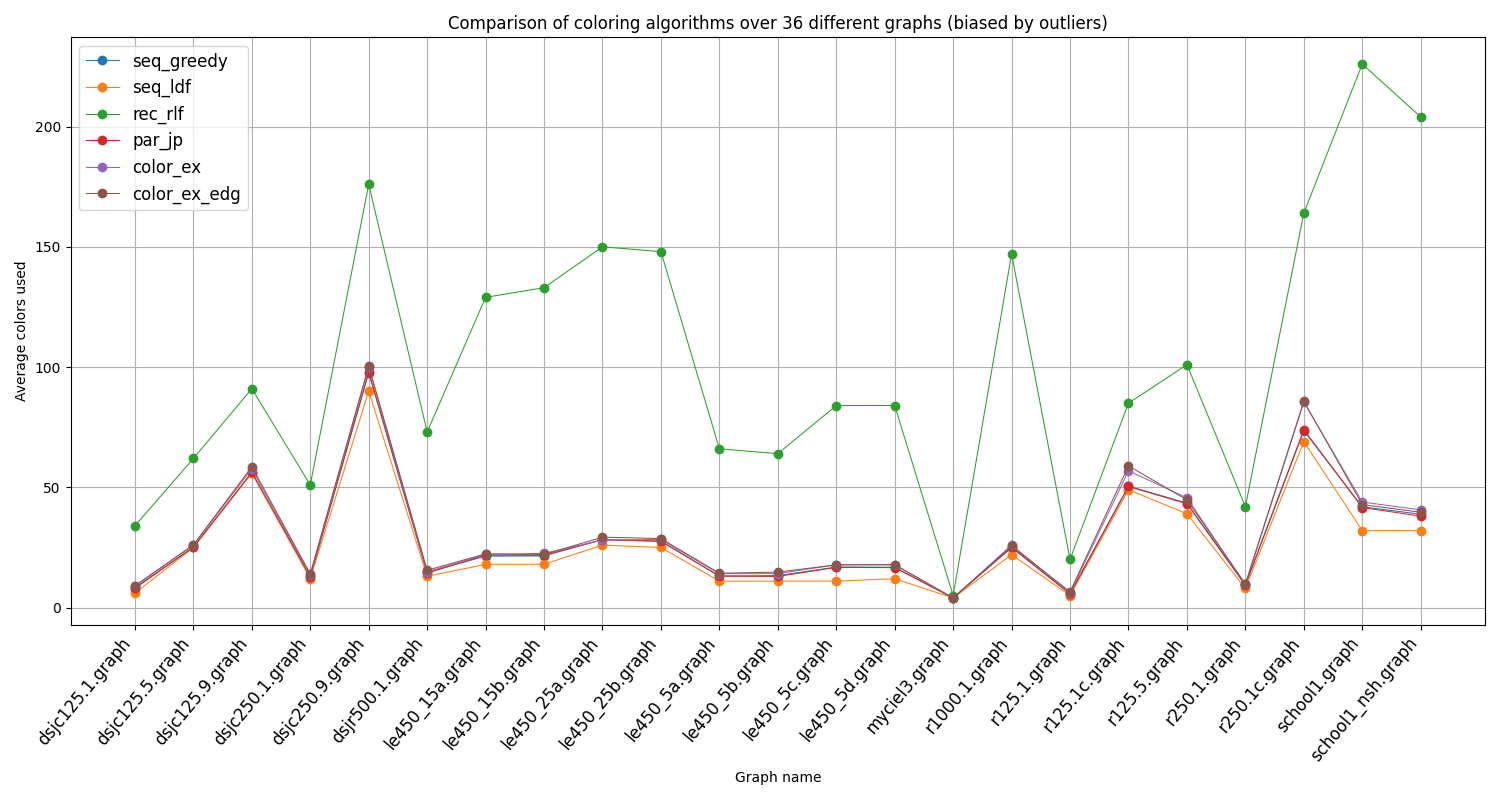 Comparison of coloring algorithms over 36 different graphs (biased by outliers)
seq_greedy
seq_ldf
rec_rlf
par_jp
color_ex
color_ex_edg
Average colors used
200
150
100
50
0
dsjc125.1.graph
dsjc125.5.graph
dsjc125.9.graph
dsjc250.1.graph
dsjc250.9.graph
dsjr500.1.graph
le450_15a.graph
le450_15b.graph
le450_25a.graph
le450_25b.graph
le450_5a.graph
le450_5b.graph
le450_5c.graph
le450_5d.graph
myciel3.graph
r1000.1.graph
r125.1.graph
r125.1c.graph
r125.5.graph
r250.1.graph
r250.1c.graph
school1.graph
school1_nsh.graph
Graph name